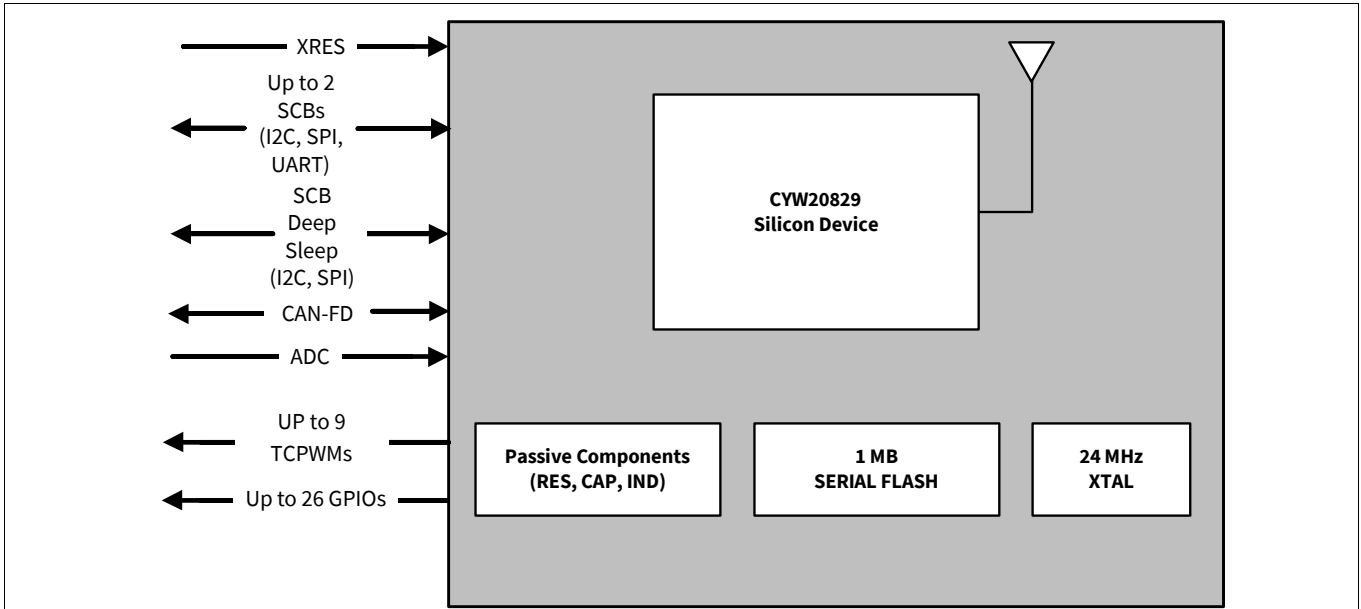 XRES
Up to 2
SCBs
(I2C, SPI,
UART)
SCB
Deep
Sleep
(I2C, SPI)
CAN-FD
ADC
UP to 9
TCPWMs
Up to 26 GPIOs
CYW20829
Silicon Device
Passive Components
(RES, CAP, IND)
1 MB
SERIAL FLASH
24 MHz
XTAL